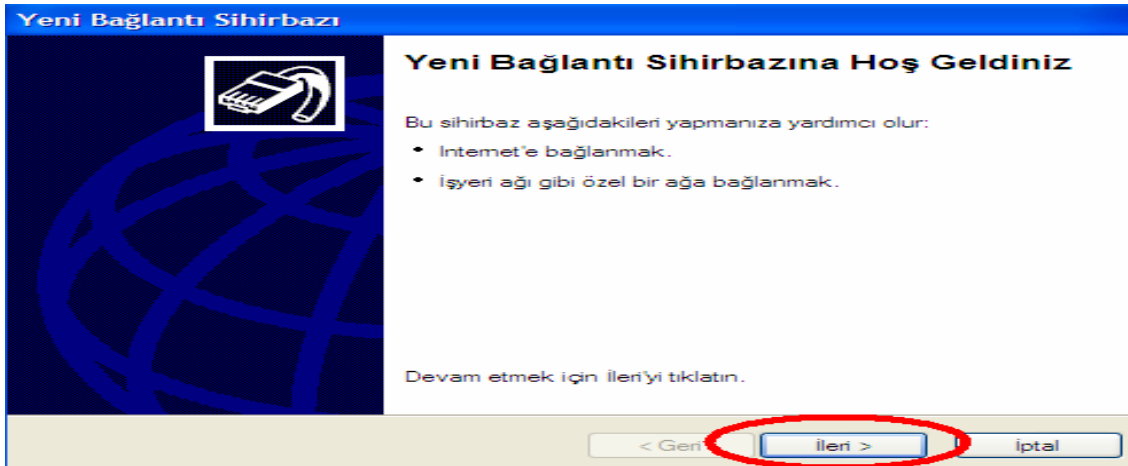 Yeni Bağlantı Sihirbazı
Yeni Bağlantı Sihirbazına Hoş Geldiniz
Bu sihirbaz aşağıdakileri yapmanıza yardımcı olur:
• Internet'e bağlanmak.
• İşyeri ağı gibi özel bir ağa bağlanmak.
Devam etmek için İleri'yi tıklatın.
< Geri İleri > İptal